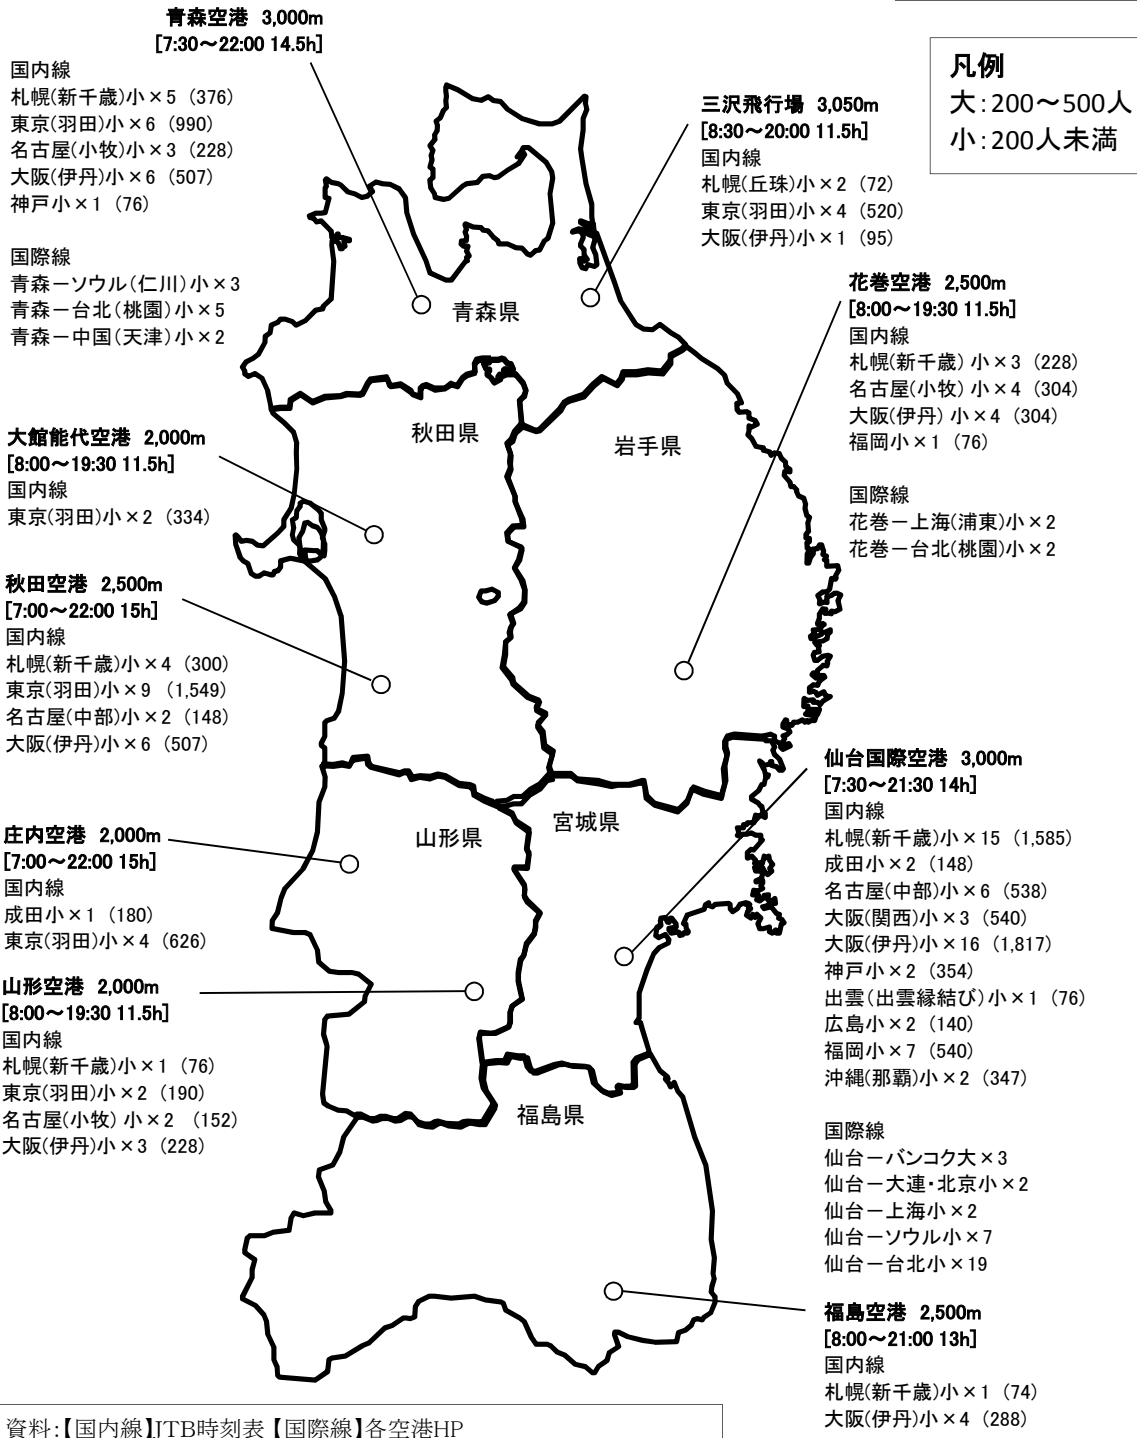 青森空港 3,000m
[7:30～22:00 14.5h]
国内線
札幌(新千歳)小×5 (376)
東京(羽田)小×6 (990)
名古屋(小牧)小×3 (228)
大阪(伊丹)小×6 (507)
神戸小×1 (76)
国際線
青森－ソウル(仁川)小×3
青森－台北(桃園)小×5
青森－中国(天津)小×2
凡例
大:200～500人
小:200人未満
三沢飛行場 3,050m
[8:30～20:00 11.5h]
国内線
札幌(丘珠)小×2 (72)
東京(羽田)小×4 (520)
大阪(伊丹)小×1 (95)
花巻空港 2,500m
[8:00～19:30 11.5h]
国内線
札幌(新千歳) 小×3 (228)
名古屋(小牧) 小×4 (304)
大阪(伊丹) 小×4 (304)
福岡小×1 (76)
国際線
花巻－上海(浦東)小×2
花巻－台北(桃園)小×2
青森県
秋田県
岩手県
大館能代空港 2,000m
[8:00～19:30 11.5h]
国内線
東京(羽田)小×2 (334)
秋田空港 2,500m
[7:00～22:00 15h]
国内線
札幌(新千歳)小×4 (300)
東京(羽田)小×9 (1,549)
名古屋(中部)小×2 (148)
大阪(伊丹)小×6 (507)
山形県
宮城県
庄内空港 2,000m
[7:00～22:00 15h]
国内線
成田小×1 (180)
東京(羽田)小×4 (626)
山形空港 2,000m
[8:00～19:30 11.5h]
国内線
札幌(新千歳)小×1 (76)
東京(羽田)小×2 (190)
名古屋(小牧) 小×2 (152)
大阪(伊丹)小×3 (228)
仙台国際空港 3,000m
[7:30～21:30 14h]
国内線
札幌(新千歳)小×15 (1,585)
成田小×2 (148)
名古屋(中部)小×6 (538)
大阪(関西)小×3 (540)
大阪(伊丹)小×16 (1,817)
神戸小×2 (354)
出雲(出雲縁結び)小×1 (76)
広島小×2 (140)
福岡小×7 (540)
沖縄(那覇)小×2 (347)
国際線
仙台－バンコク大×3
仙台－大連・北京小×2
仙台－上海小×2
仙台－ソウル小×7
仙台－台北小×19
福島県
福島空港 2,500m
[8:00～21:00 13h]
国内線
札幌(新千歳)小×1 (74)
大阪(伊丹)小×4 (288)
資料:【国内線】JTB時刻表【国際線】各空港HP